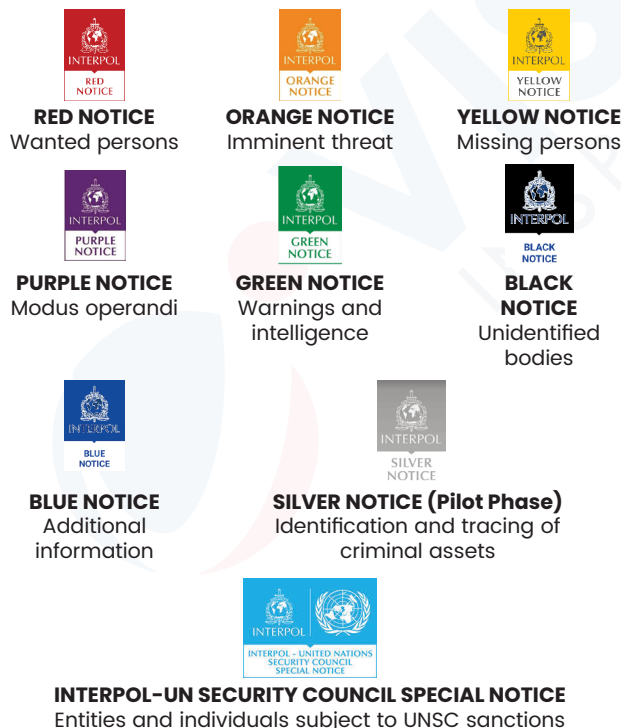 INTERPOL
RED
NOTICE
RED NOTICE
Wanted persons
INTERPOL
ORANGE
NOTICE
ORANGE NOTICE
Imminent threat
INTERPOL
YELLOW
NOTICE
YELLOW NOTICE
Missing persons
INTERPOL
PURPLE
NOTICE
PURPLE NOTICE
Modus operandi
INTERPOL
GREEN
NOTICE
GREEN NOTICE
Warnings and
intelligence
INTERPOL
BLACK
NOTICE
BLACK
NOTICE
Unidentified
bodies
INTERPOL
BLUE
NOTICE
BLUE NOTICE
Additional
information
INTERPOL
SILVER
NOTICE
SILVER NOTICE (Pilot Phase)
Identification and tracing of
criminal assets
INTERPOL
INTERPOL - UNITED NATIONS
SECURITY COUNCIL
SPECIAL NOTICE
INTERPOL-UN SECURITY COUNCIL SPECIAL NOTICE
Entities and individuals subject to UNSC sanctions